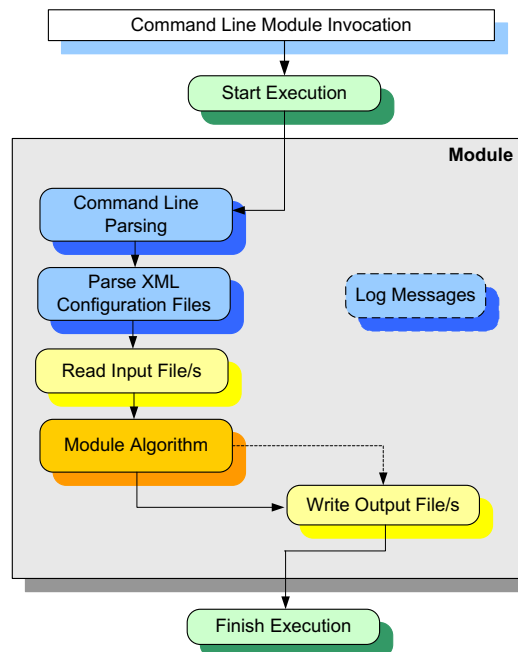 Command Line Module Invocation
Start Execution
Module
Command Line
Parsing
Parse XML
Configuration Files
Log Messages
Read Input File/s
Module Algorithm
Write Output File/s
Finish Execution